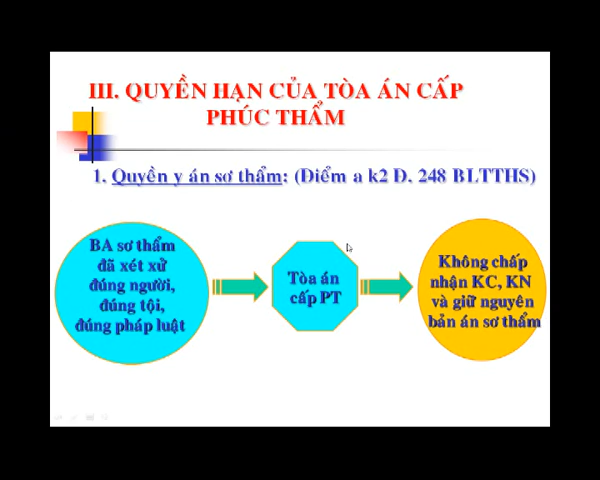 III. QUYỀN HẠN CỦA TÒA ÁN CẤP
PHÚC THẨM
1. Quyền y án sơ thẩm: (Điểm a k2 Đ. 248 BLTTHS)
BA sơ thẩm
đã xét xử
đúng người,
đúng tội,
đúng pháp luật
Tòa án
cấp PT
Không chấp
nhận KC, KN
và giữ nguyên
bản án sơ thẩm